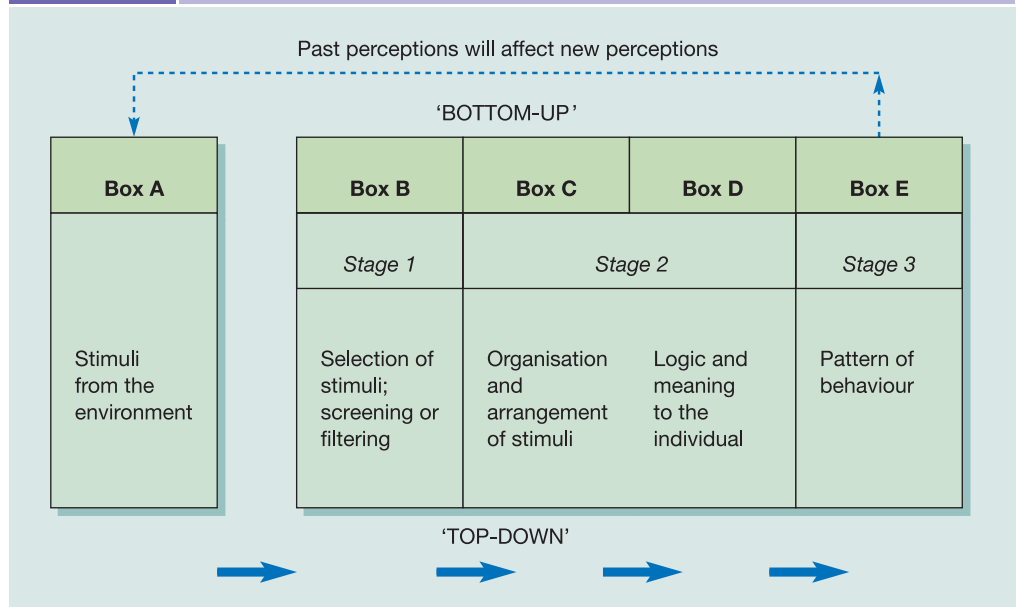 Past perceptions will affect new perceptions
‘BOTTOM-UP’
Box A
Box B
Box C
Box D
Box E
Stage 1
Stage 2
Stage 3
Stimuli
from the
environment
Selection of
stimuli;
screening or
filtering
Organisation
and
arrangement
of stimuli
Logic and
meaning
to the
individual
Pattern of
behaviour
‘TOP-DOWN’